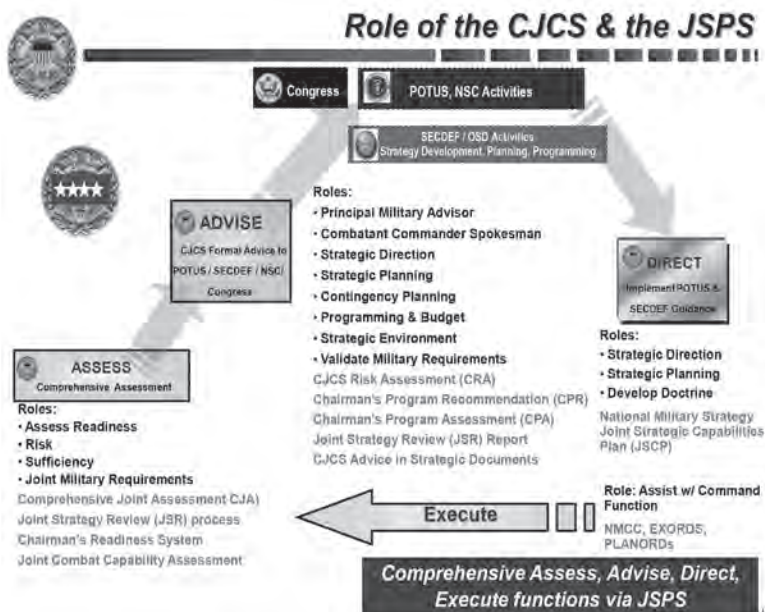 Role of the CJCS & the JSPS
Congress
POTUS, NSC Activities
SECDEF / OSD Activities
Strategy Development, Planning, Programming
ADVISE
CJCS Formal Advice to
POTUS / SECDEF / NSC/
Congress
Roles:
• Principal Military Advisor
• Combatant Commander Spokesman
• Strategic Direction
• Strategic Planning
• Contingency Planning
• Programming & Budget
• Strategic Environment
• Validate Military Requirements
CJCS Risk Assessment (CRA)
Chairman's Program Recommendation (CPR)
Chairman's Program Assessment (CPA)
Joint Strategy Review (JSR) Report
CJCS Advice in Strategic Documents
DIRECT
Implement POTUS &
SECDEF Guidance
Roles:
• Strategic Direction
• Strategic Planning
• Develop Doctrine
National Military Strategy
Joint Strategic Capabilities
Plan (JSCP)
ASSESS
Comprehensive Assessment
Roles:
• Assess Readiness
• Risk
• Sufficiency
• Joint Military Requirements
Comprehensive Joint Assessment CJA)
Joint Strategy Review (JSR) process
Chairman's Readiness System
Joint Combat Capability Assessment
Execute
Role: Assist w/ Command
Function
NMCC, EXORDS,
PLANORDs
Comprehensive Assess, Advise, Direct,
Execute functions via JSPS